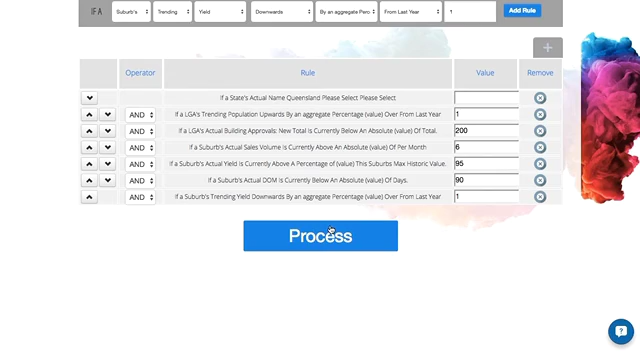 IF A Suburb's Trending Yield Downwards By an aggregate Perc From Last Year 1 Add Rule
+
Operator Rule Value Remove
If a State's Actual Name Queensland Please Select Please Select
AND If a LGA's Trending Population Upwards By an aggregate Percentage (value) Over From Last Year 1
AND If a LGA's Actual Building Approvals: New Total Is Currently Below An Absolute (value) Of Total. 200
AND If a Suburb's Actual Sales Volume Is Currently Above An Absolute (value) Of Per Month 6
AND If a Suburb's Actual Yield Is Currently Above A Percentage of (value) This Suburbs Max Historic Value. 95
AND If a Suburb's Actual DOM Is Currently Below An Absolute (value) Of Days. 90
AND If a Suburb's Trending Yield Downwards By an aggregate Percentage (value) Over From Last Year 1
Process